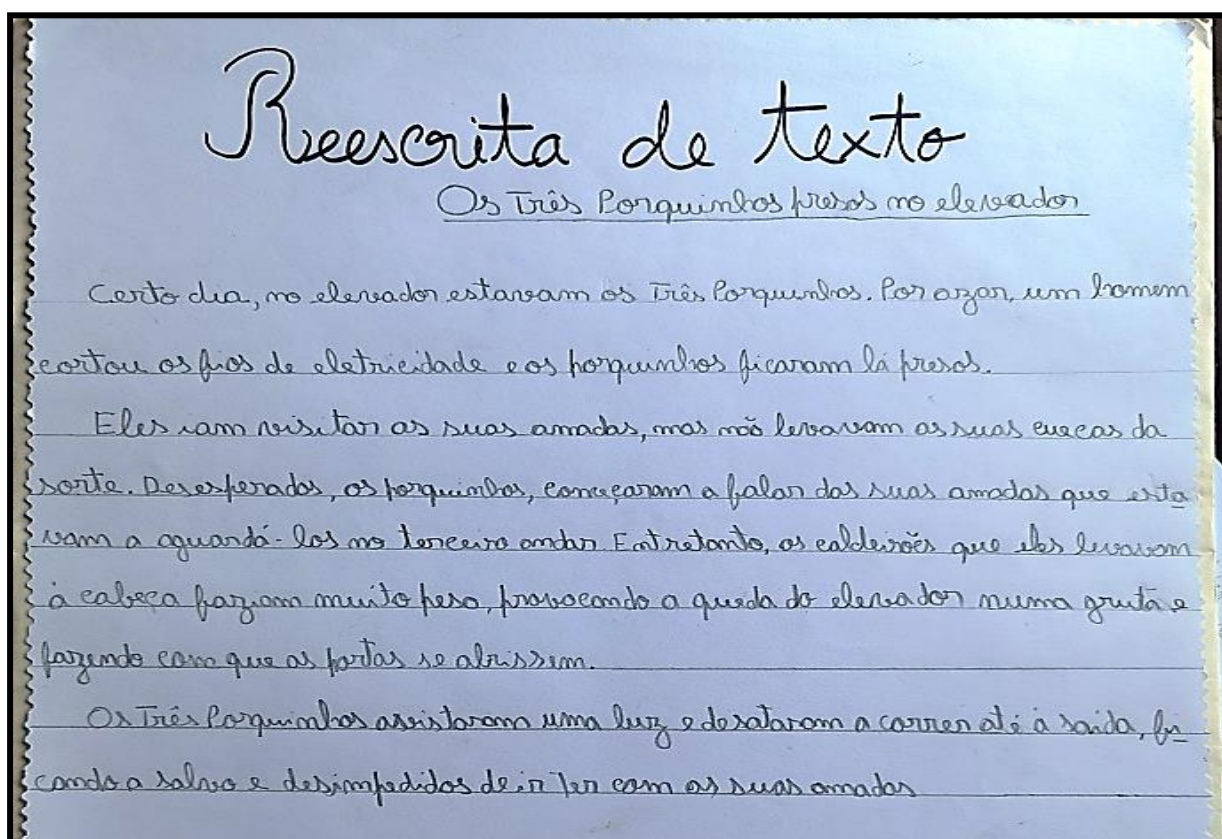 Reescrita de texto
Os Três Porquinhos presos no elevador
Certo dia, no elevador estavam os Três Porquinhos. Por azar, um homem
cortou os fios de eletricidade e os porquinhos ficaram lá presos.
Eles iam visitar as suas amadas, mas não levavam as suas cuecas da
sorte. Desesperados, os porquinhos, começaram a falar das suas amadas que esta
vam a aguardá-los no terceiro andar. Entretanto, os caldeirões que eles levavam
à cabeça faziam muito peso, provocando a queda do elevador numa gruta e
fazendo com que as portas se abrissem.
Os Três Porquinhos avistaram uma luz e desataram a correr até à saída, fi
cando a salvo e desimpedidos de ir ter com as suas amadas